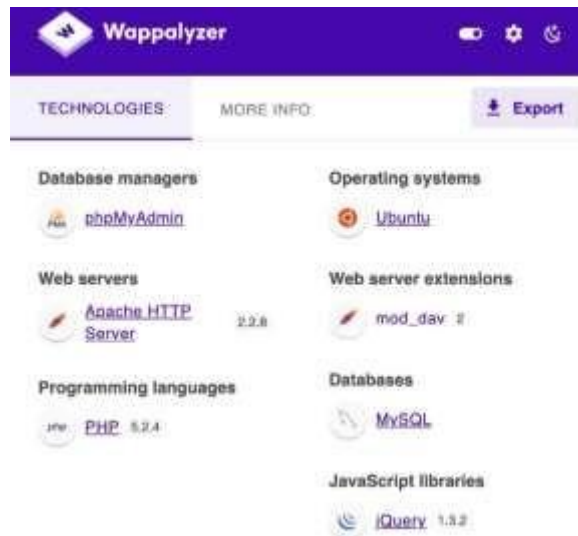 Wappalyzer
TECHNOLOGIES MORE INFO Export
Database managers
phpMyAdmin
Operating systems
Ubuntu
Web servers
Apache HTTP
Server 2.2.8
Web server extensions
mod_dav 2
Programming languages
PHP 5.2.4
Databases
MySQL
JavaScript libraries
jQuery 1.3.2